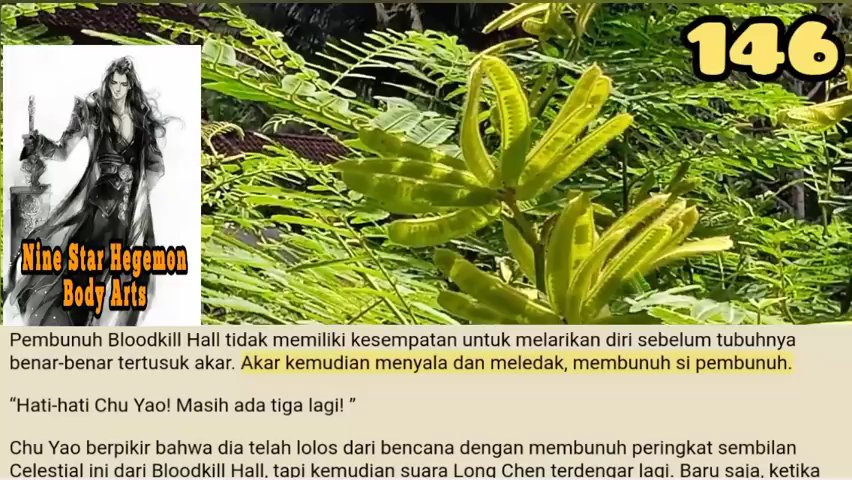 146
Nine Star Hegemon
Body Arts
Pembunuh Bloodkill Hall tidak memiliki kesempatan untuk melarikan diri sebelum tubuhnya
benar-benar tertusuk akar. Akar kemudian menyala dan meledak, membunuh si pembunuh.
“Hati-hati Chu Yao! Masih ada tiga lagi! ”
Chu Yao berpikir bahwa dia telah lolos dari bencana dengan membunuh peringkat sembilan
Celestial ini dari Bloodkill Hall, tapi kemudian suara Long Chen terdengar lagi. Baru saja, ketika